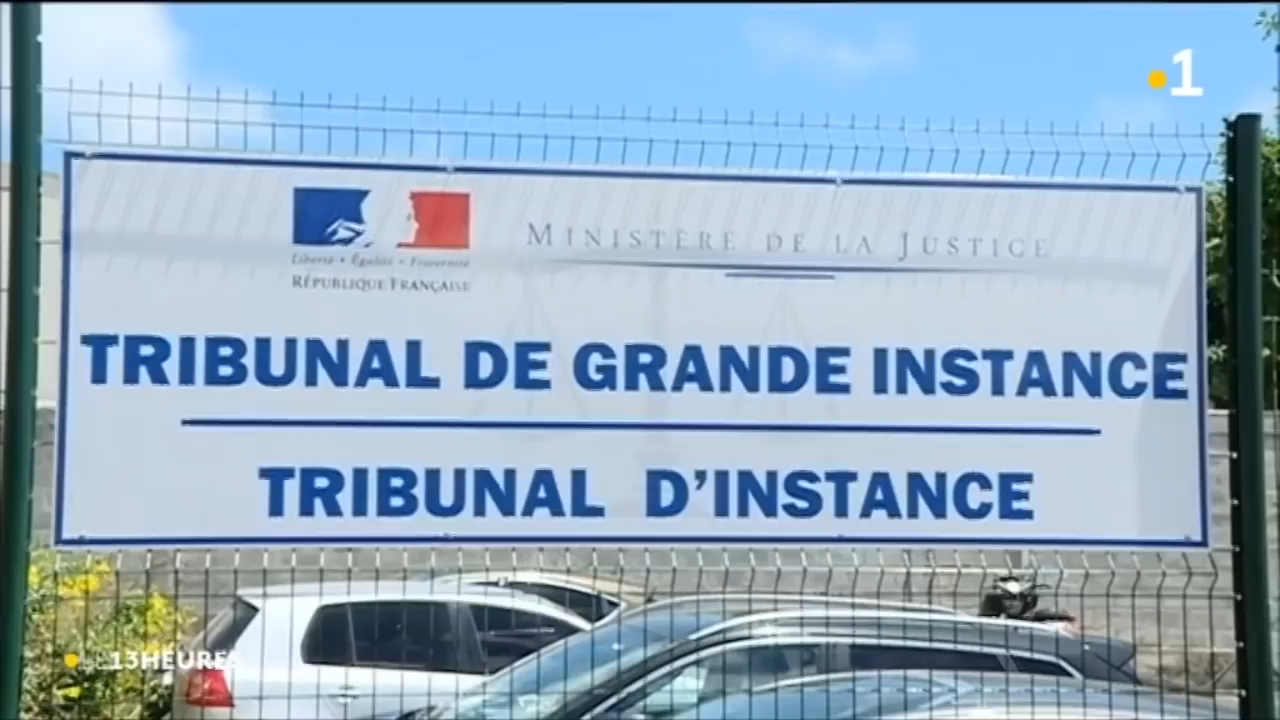 1
Liberté • Égalité • Fraternité
RÉPUBLIQUE FRANÇAISE
MINISTÈRE DE LA JUSTICE
TRIBUNAL DE GRANDE INSTANCE
TRIBUNAL D'INSTANCE
13HEURES